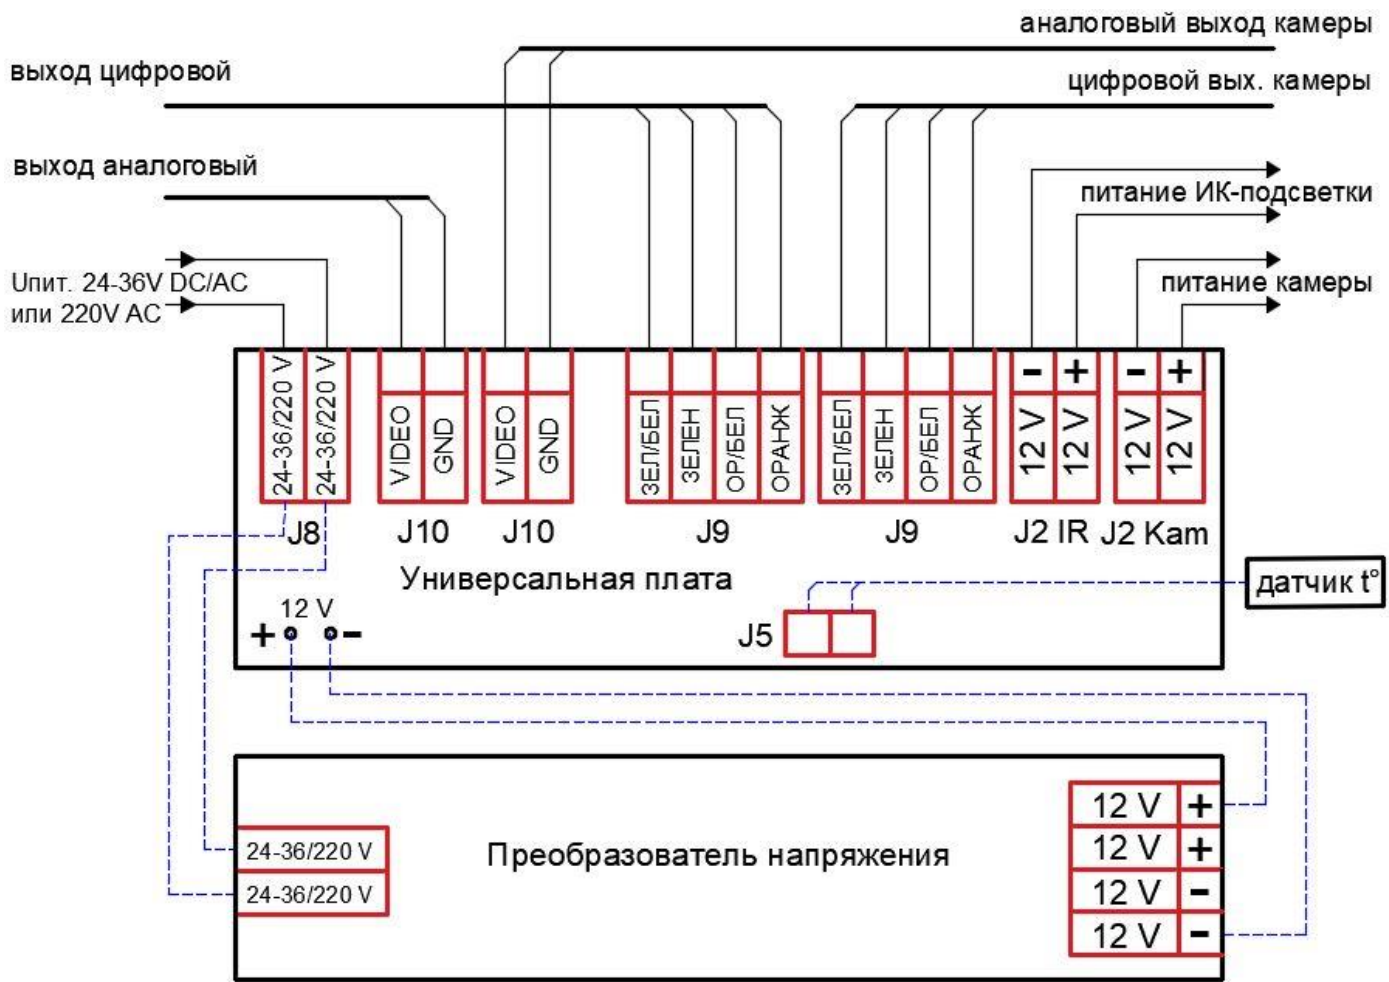 аналоговый выход камеры
выход цифровой
цифровой вых. камеры
выход аналоговый
питание ИК-подсветки
Uпит. 24-36V DC/AC
или 220V AC
питание камеры
24-36/220 V
24-36/220 V
VIDEO
GND
VIDEO
GND
ЗЕЛ/БЕЛ
ЗЕЛЕН
ОР/БЕЛ
ОРАНЖ
ЗЕЛ/БЕЛ
ЗЕЛЕН
ОР/БЕЛ
ОРАНЖ
- 12 V
+ 12 V
- 12 V
+ 12 V
J8
J10
J10
J9
J9
J2 IR
J2 Kam
Универсальная плата
датчик t°
12 V
+ -
J5
12 V +
24-36/220 V
Преобразователь напряжения
12 V +
24-36/220 V
12 V -
12 V -